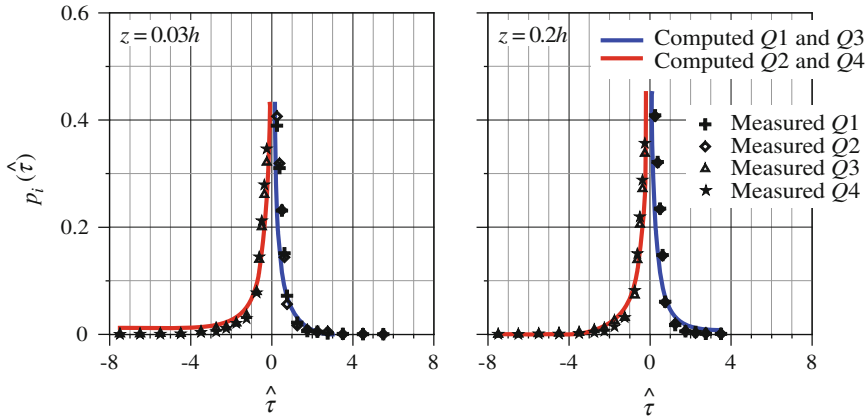 0.6
0.4
0.2
0
p_i(τ̂)
z = 0.03h
-8 -4 0 4 8
τ̂
z = 0.2h
Computed Q1 and Q3
Computed Q2 and Q4
Measured Q1
Measured Q2
Measured Q3
Measured Q4
-8 -4 0 4 8
τ̂